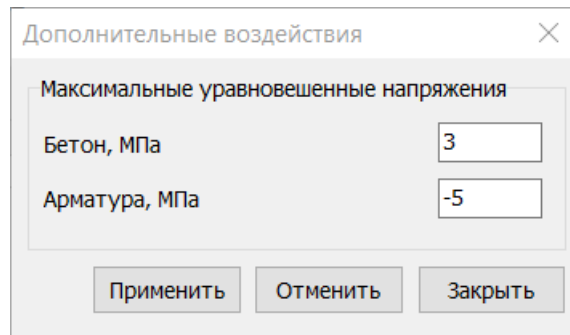 Дополнительные воздействия
Максимальные уравновешенные напряжения
Бетон, МПа 3
Арматура, МПа -5
Применить Отменить Закрыть